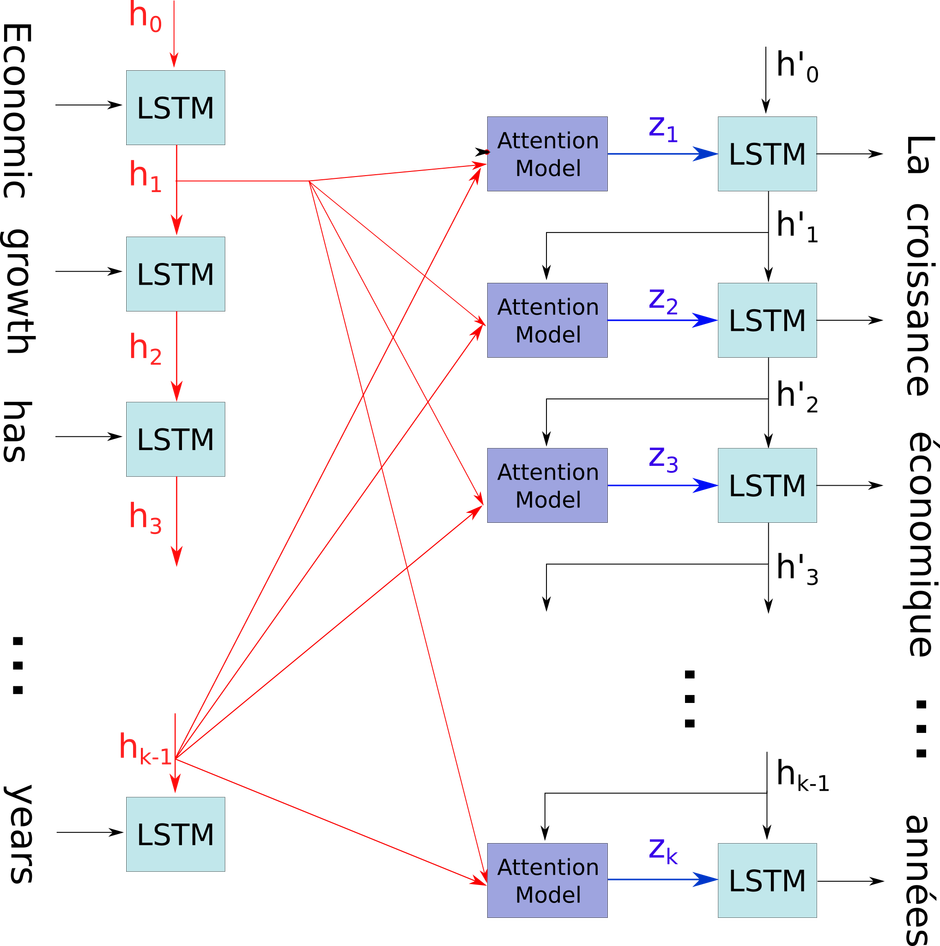 Economic growth has ... years
h0
LSTM
h1
LSTM
h2
LSTM
h3
hk-1
LSTM
h'0
Attention Model
z1
LSTM
h'1
Attention Model
z2
LSTM
h'2
Attention Model
z3
LSTM
h'3
...
hk-1
Attention Model
zk
LSTM
La croissance économique ... années